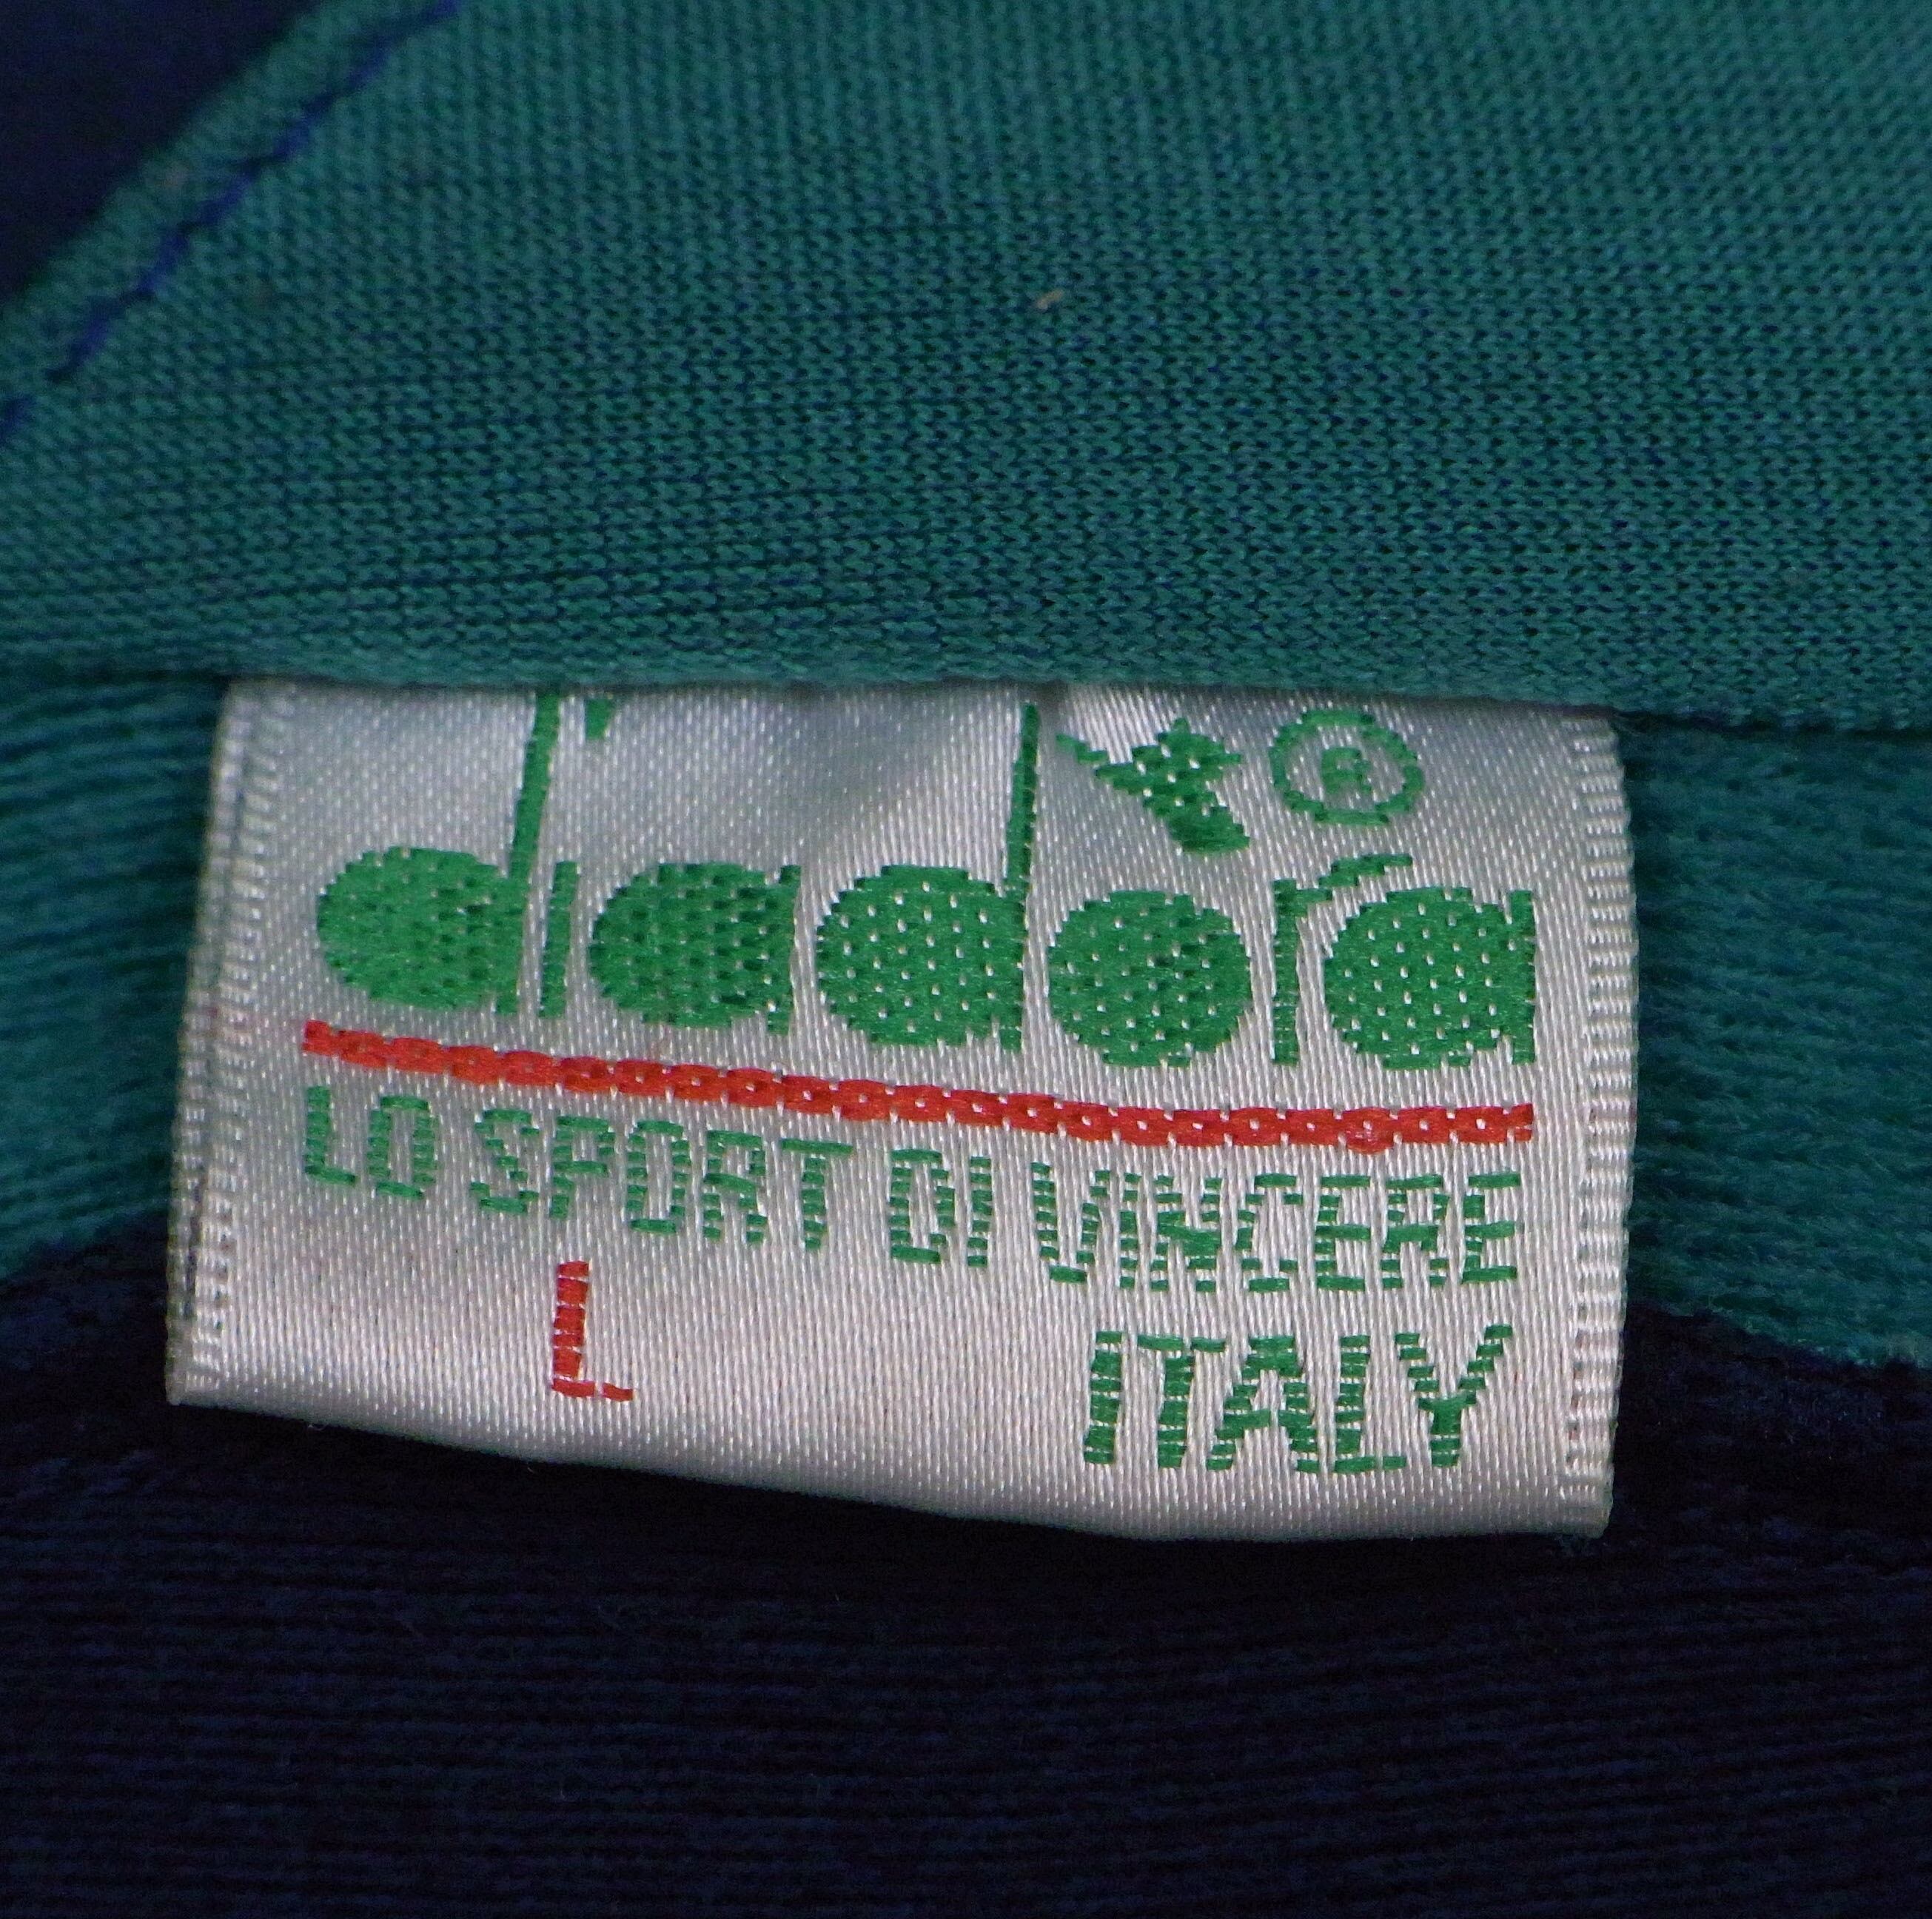 diadora ®
LO SPORT DI VINCERE
L ITALY